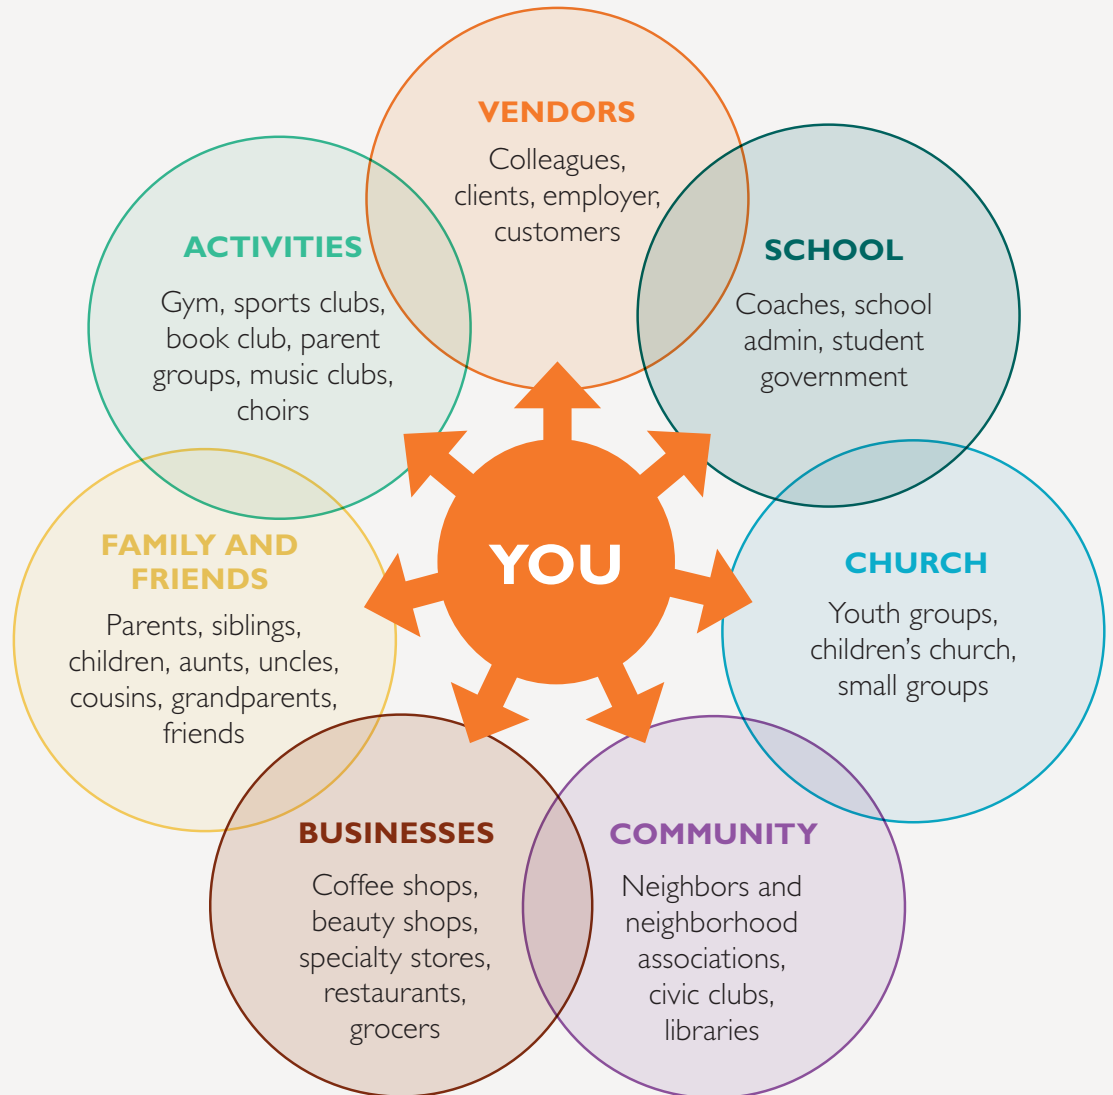 VENDORS
Colleagues,
clients, employer,
customers
SCHOOL
Coaches, school
admin, student
government
CHURCH
Youth groups,
children’s church,
small groups
COMMUNITY
Neighbors and
neighborhood
associations,
civic clubs,
libraries
BUSINESSES
Coffee shops,
beauty shops,
specialty stores,
restaurants,
grocers
FAMILY AND
FRIENDS
Parents, siblings,
children, aunts, uncles,
cousins, grandparents,
friends
ACTIVITIES
Gym, sports clubs,
book club, parent
groups, music clubs,
choirs
YOU